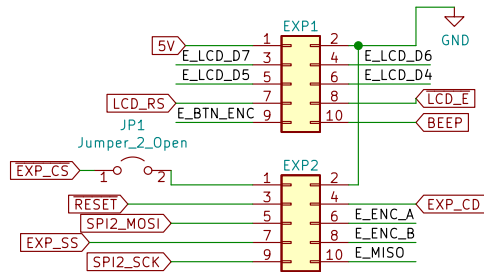 EXP1
5V 1 2 GND
E_LCD_D7 3 4 E_LCD_D6
E_LCD_D5 5 6 E_LCD_D4
LCD_RS 7 8 LCD_E
E_BTN_ENC 9 10 BEEP
JP1
Jumper_2_Open
EXP_CS 1 2
EXP2
1 2
RESET 3 4 EXP_CD
SPI2_MOSI 5 6 E_ENC_A
EXP_SS 7 8 E_ENC_B
SPI2_SCK 9 10 E_MISO